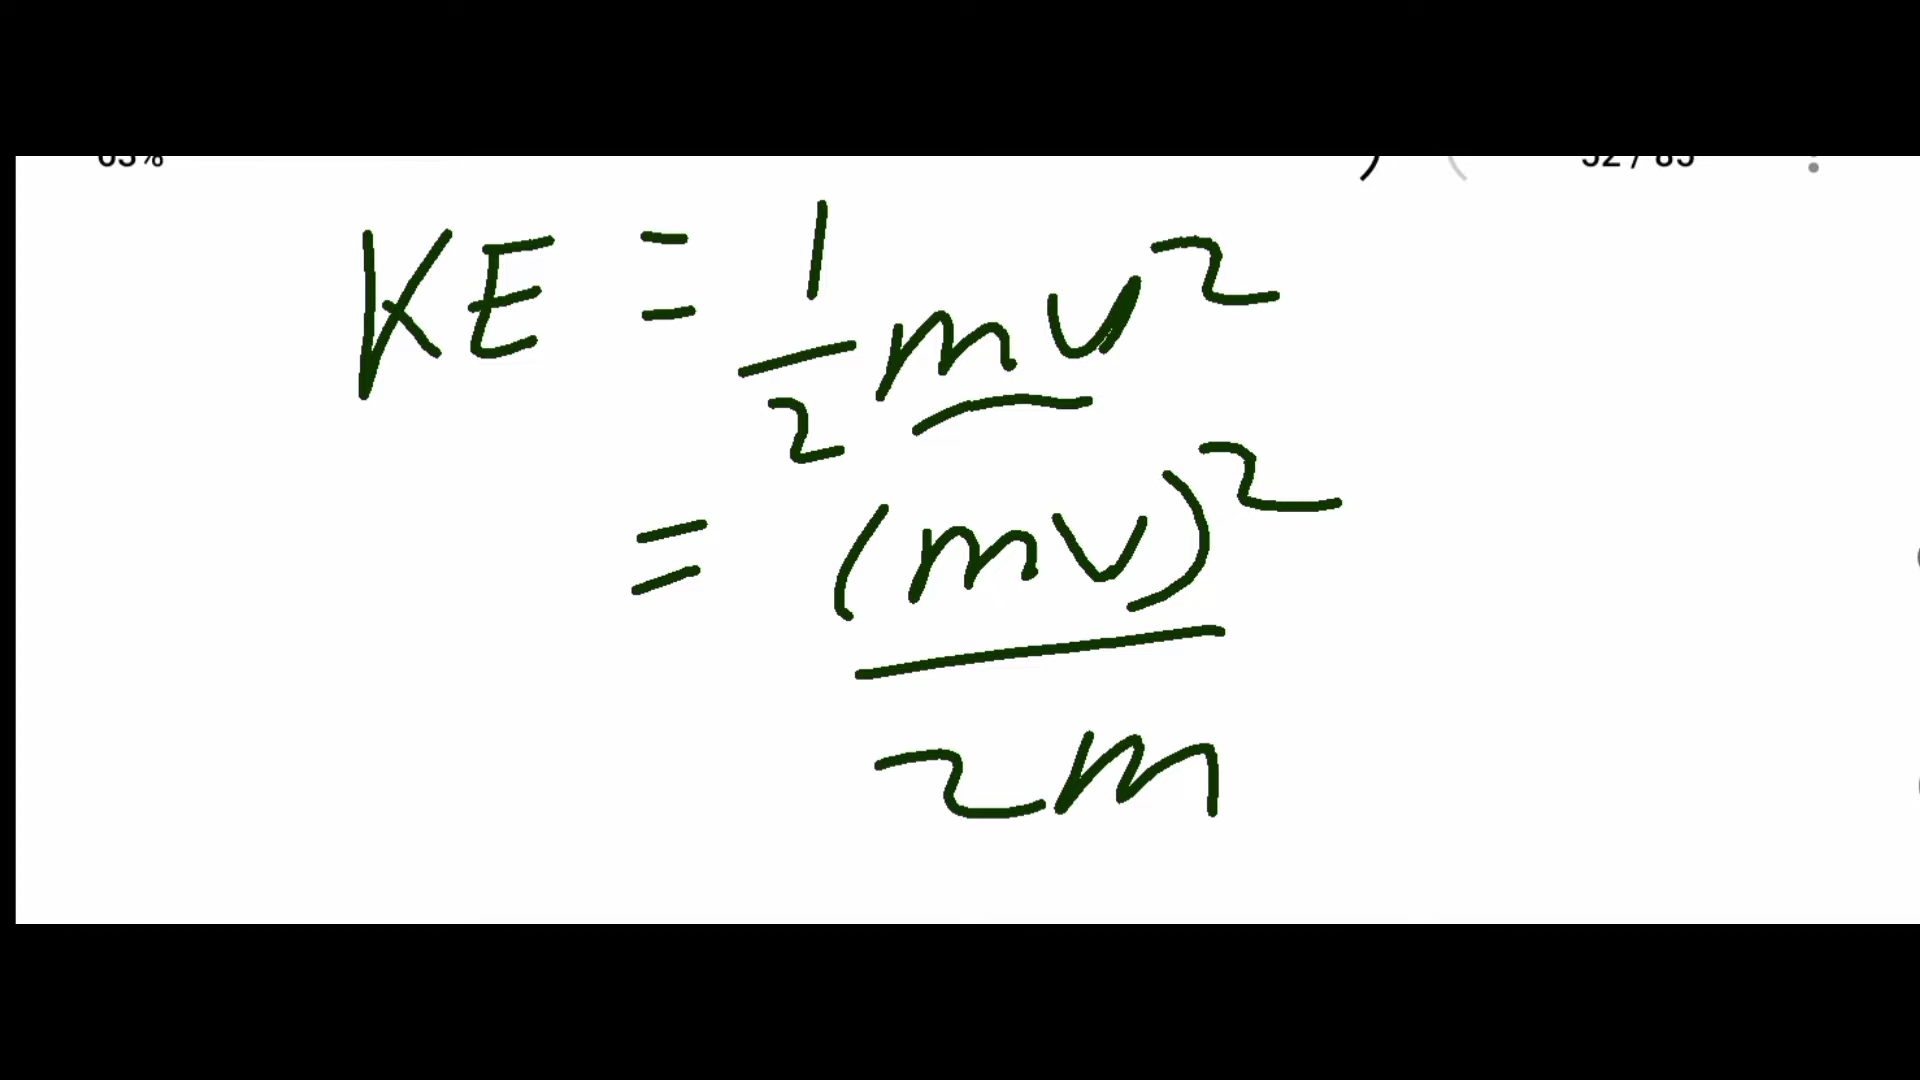 KE = 1/2 mv²
= (mv)²/2m